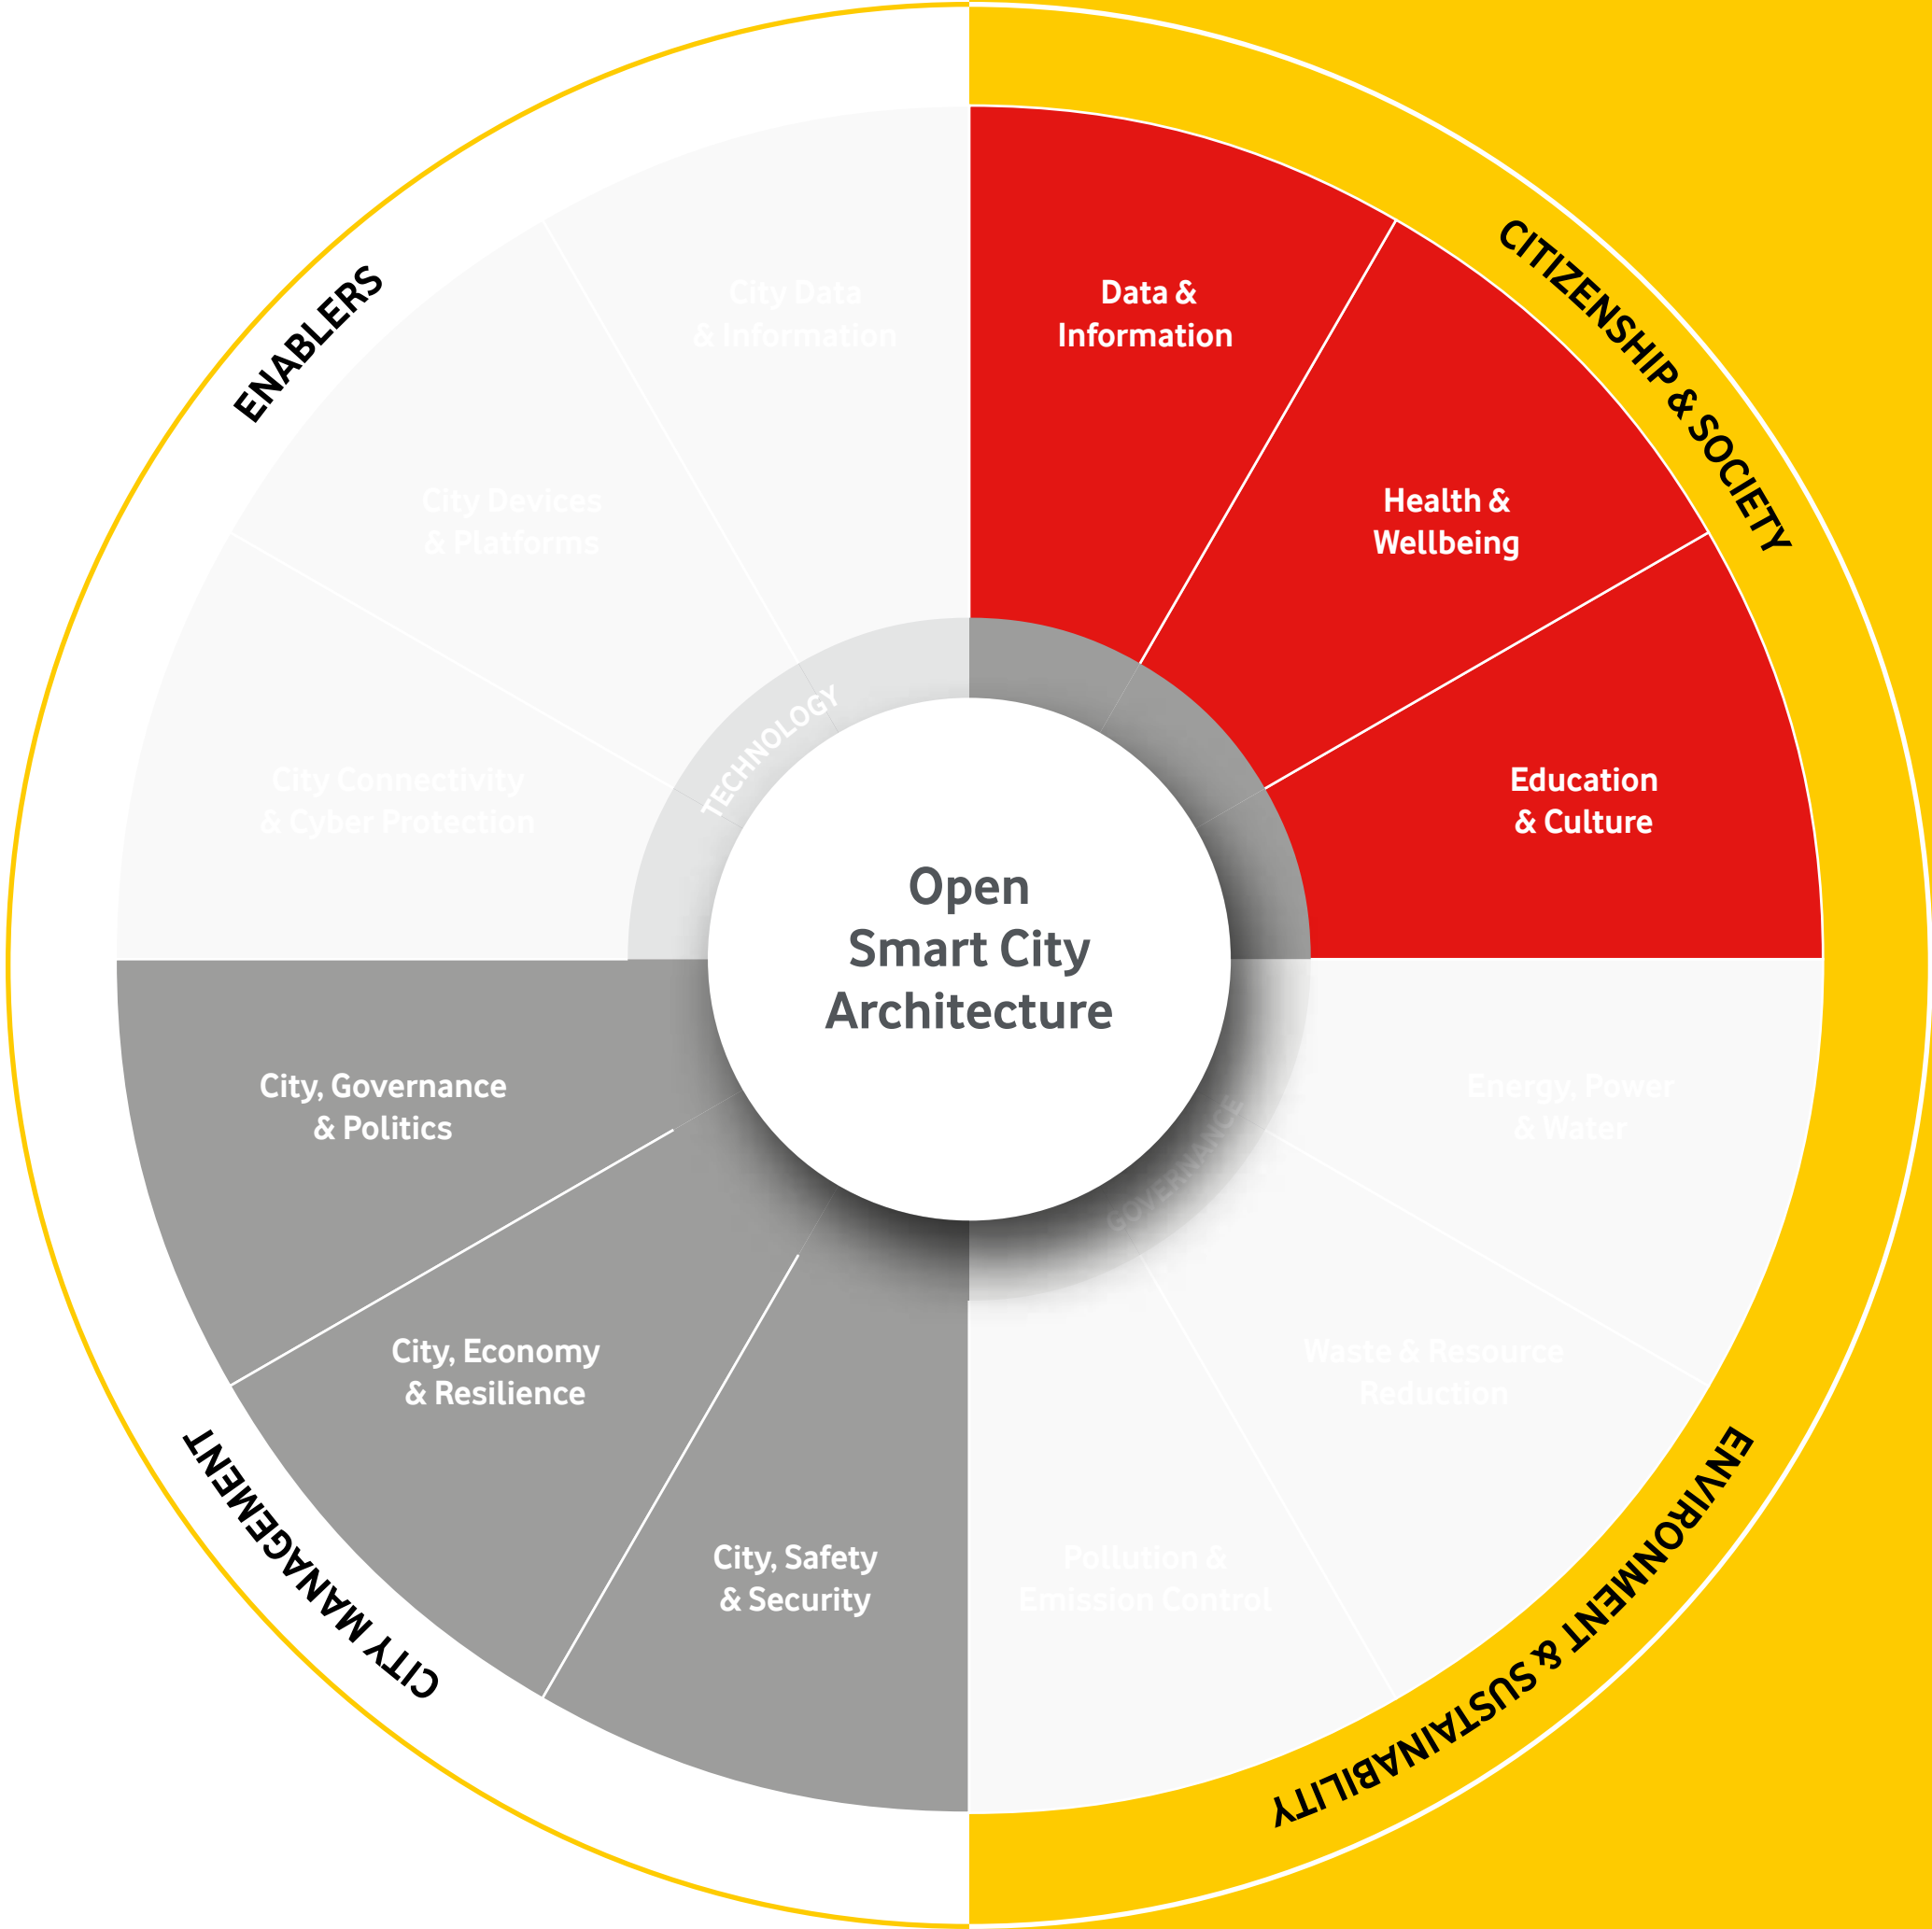 ENABLERS
City Data
& Information
City Devices
& Platforms
City Connectivity
& Cyber Protection
TECHNOLOGY
CITIZENSHIP & SOCIETY
Data &
Information
Health &
Wellbeing
Education
& Culture
Open
Smart City
Architecture
CITY MANAGEMENT
City, Governance
& Politics
City, Economy
& Resilience
City, Safety
& Security
GOVERNANCE
ENVIRONMENT & SUSTAINABILITY
Energy, Power
& Water
Waste & Resource
Reduction
Pollution &
Emission Control